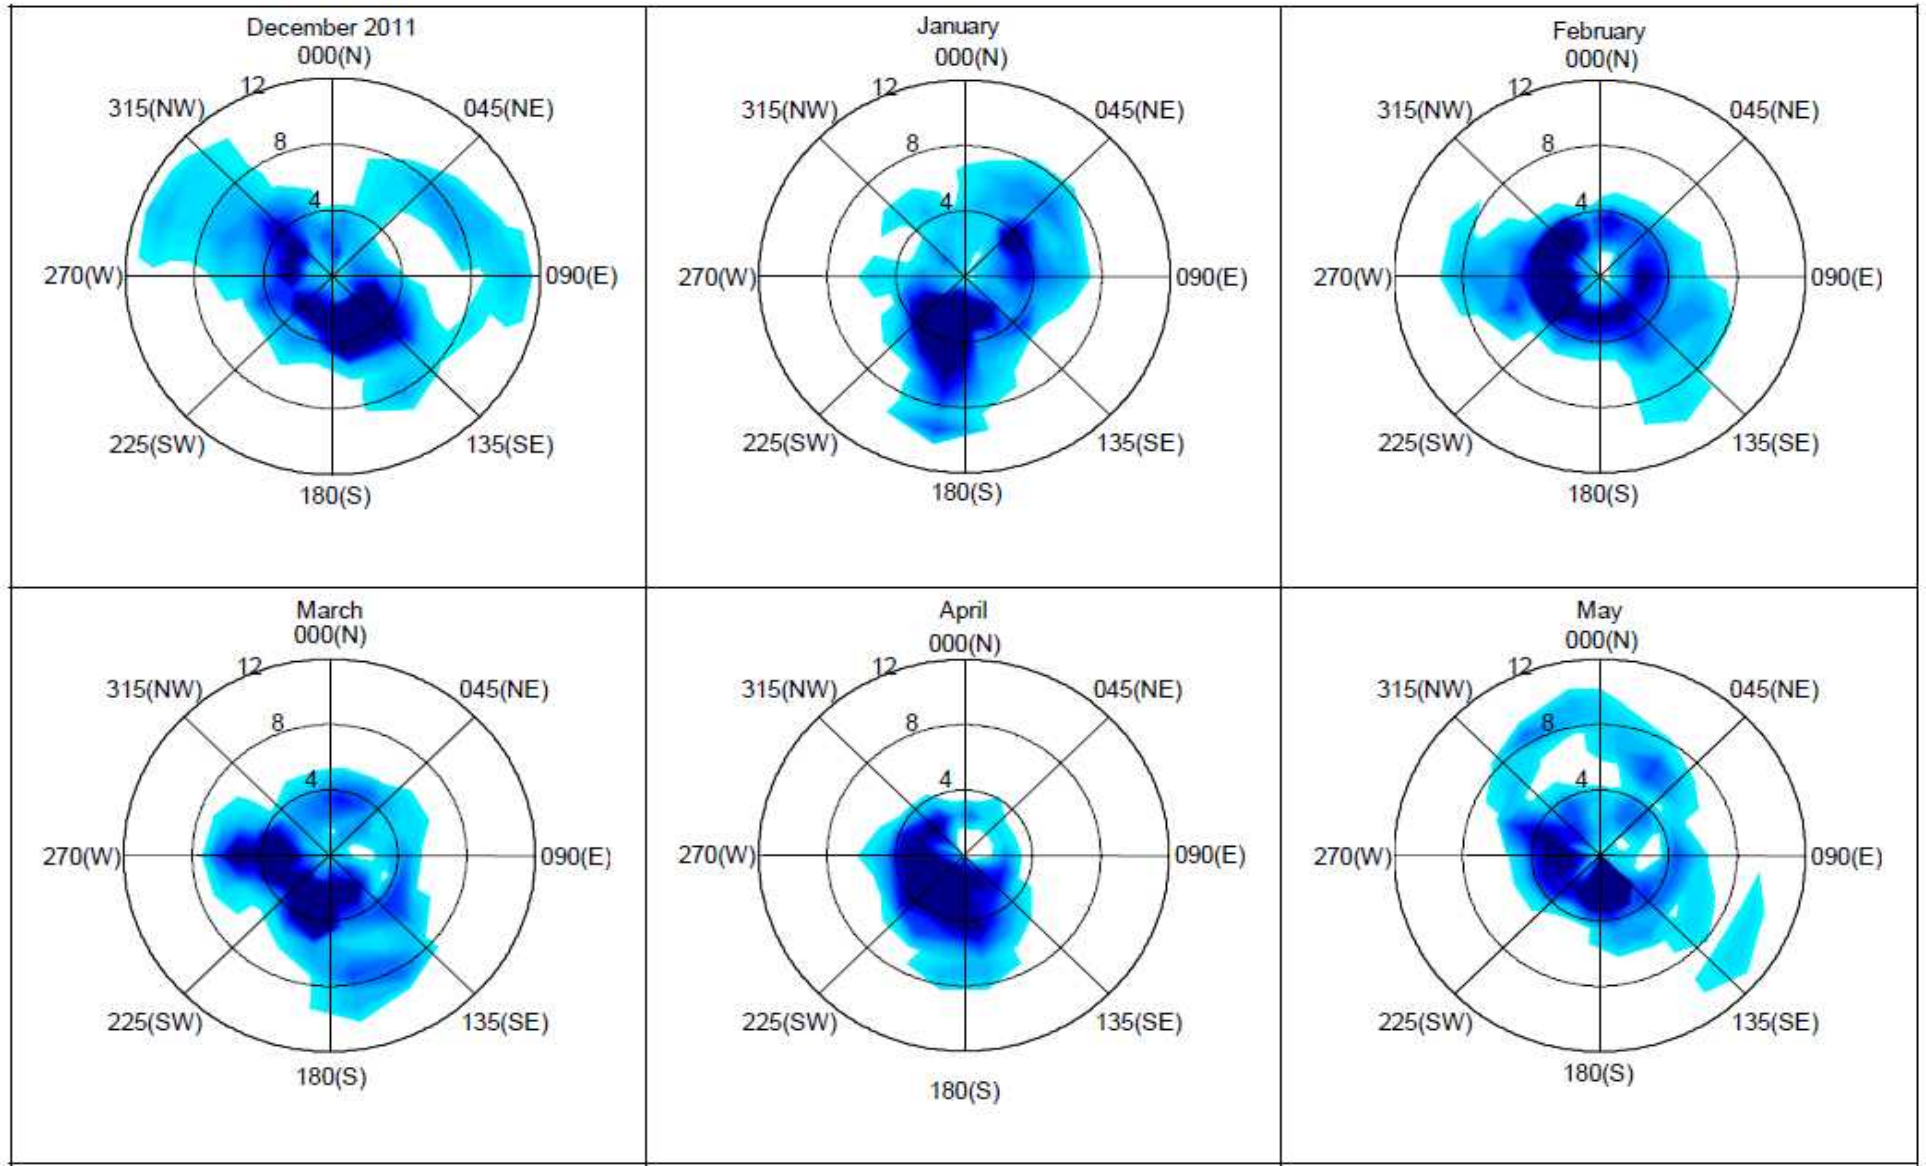 December 2011
000(N)
12
315(NW)
045(NE)
8
4
270(W)
090(E)
225(SW)
135(SE)
180(S)
January
000(N)
12
315(NW)
045(NE)
8
4
270(W)
090(E)
225(SW)
135(SE)
180(S)
February
000(N)
12
315(NW)
045(NE)
8
4
270(W)
090(E)
225(SW)
135(SE)
180(S)
March
000(N)
12
315(NW)
045(NE)
8
4
270(W)
090(E)
225(SW)
135(SE)
180(S)
April
000(N)
12
315(NW)
045(NE)
8
4
270(W)
090(E)
225(SW)
135(SE)
180(S)
May
000(N)
12
315(NW)
045(NE)
8
4
270(W)
090(E)
225(SW)
135(SE)
180(S)